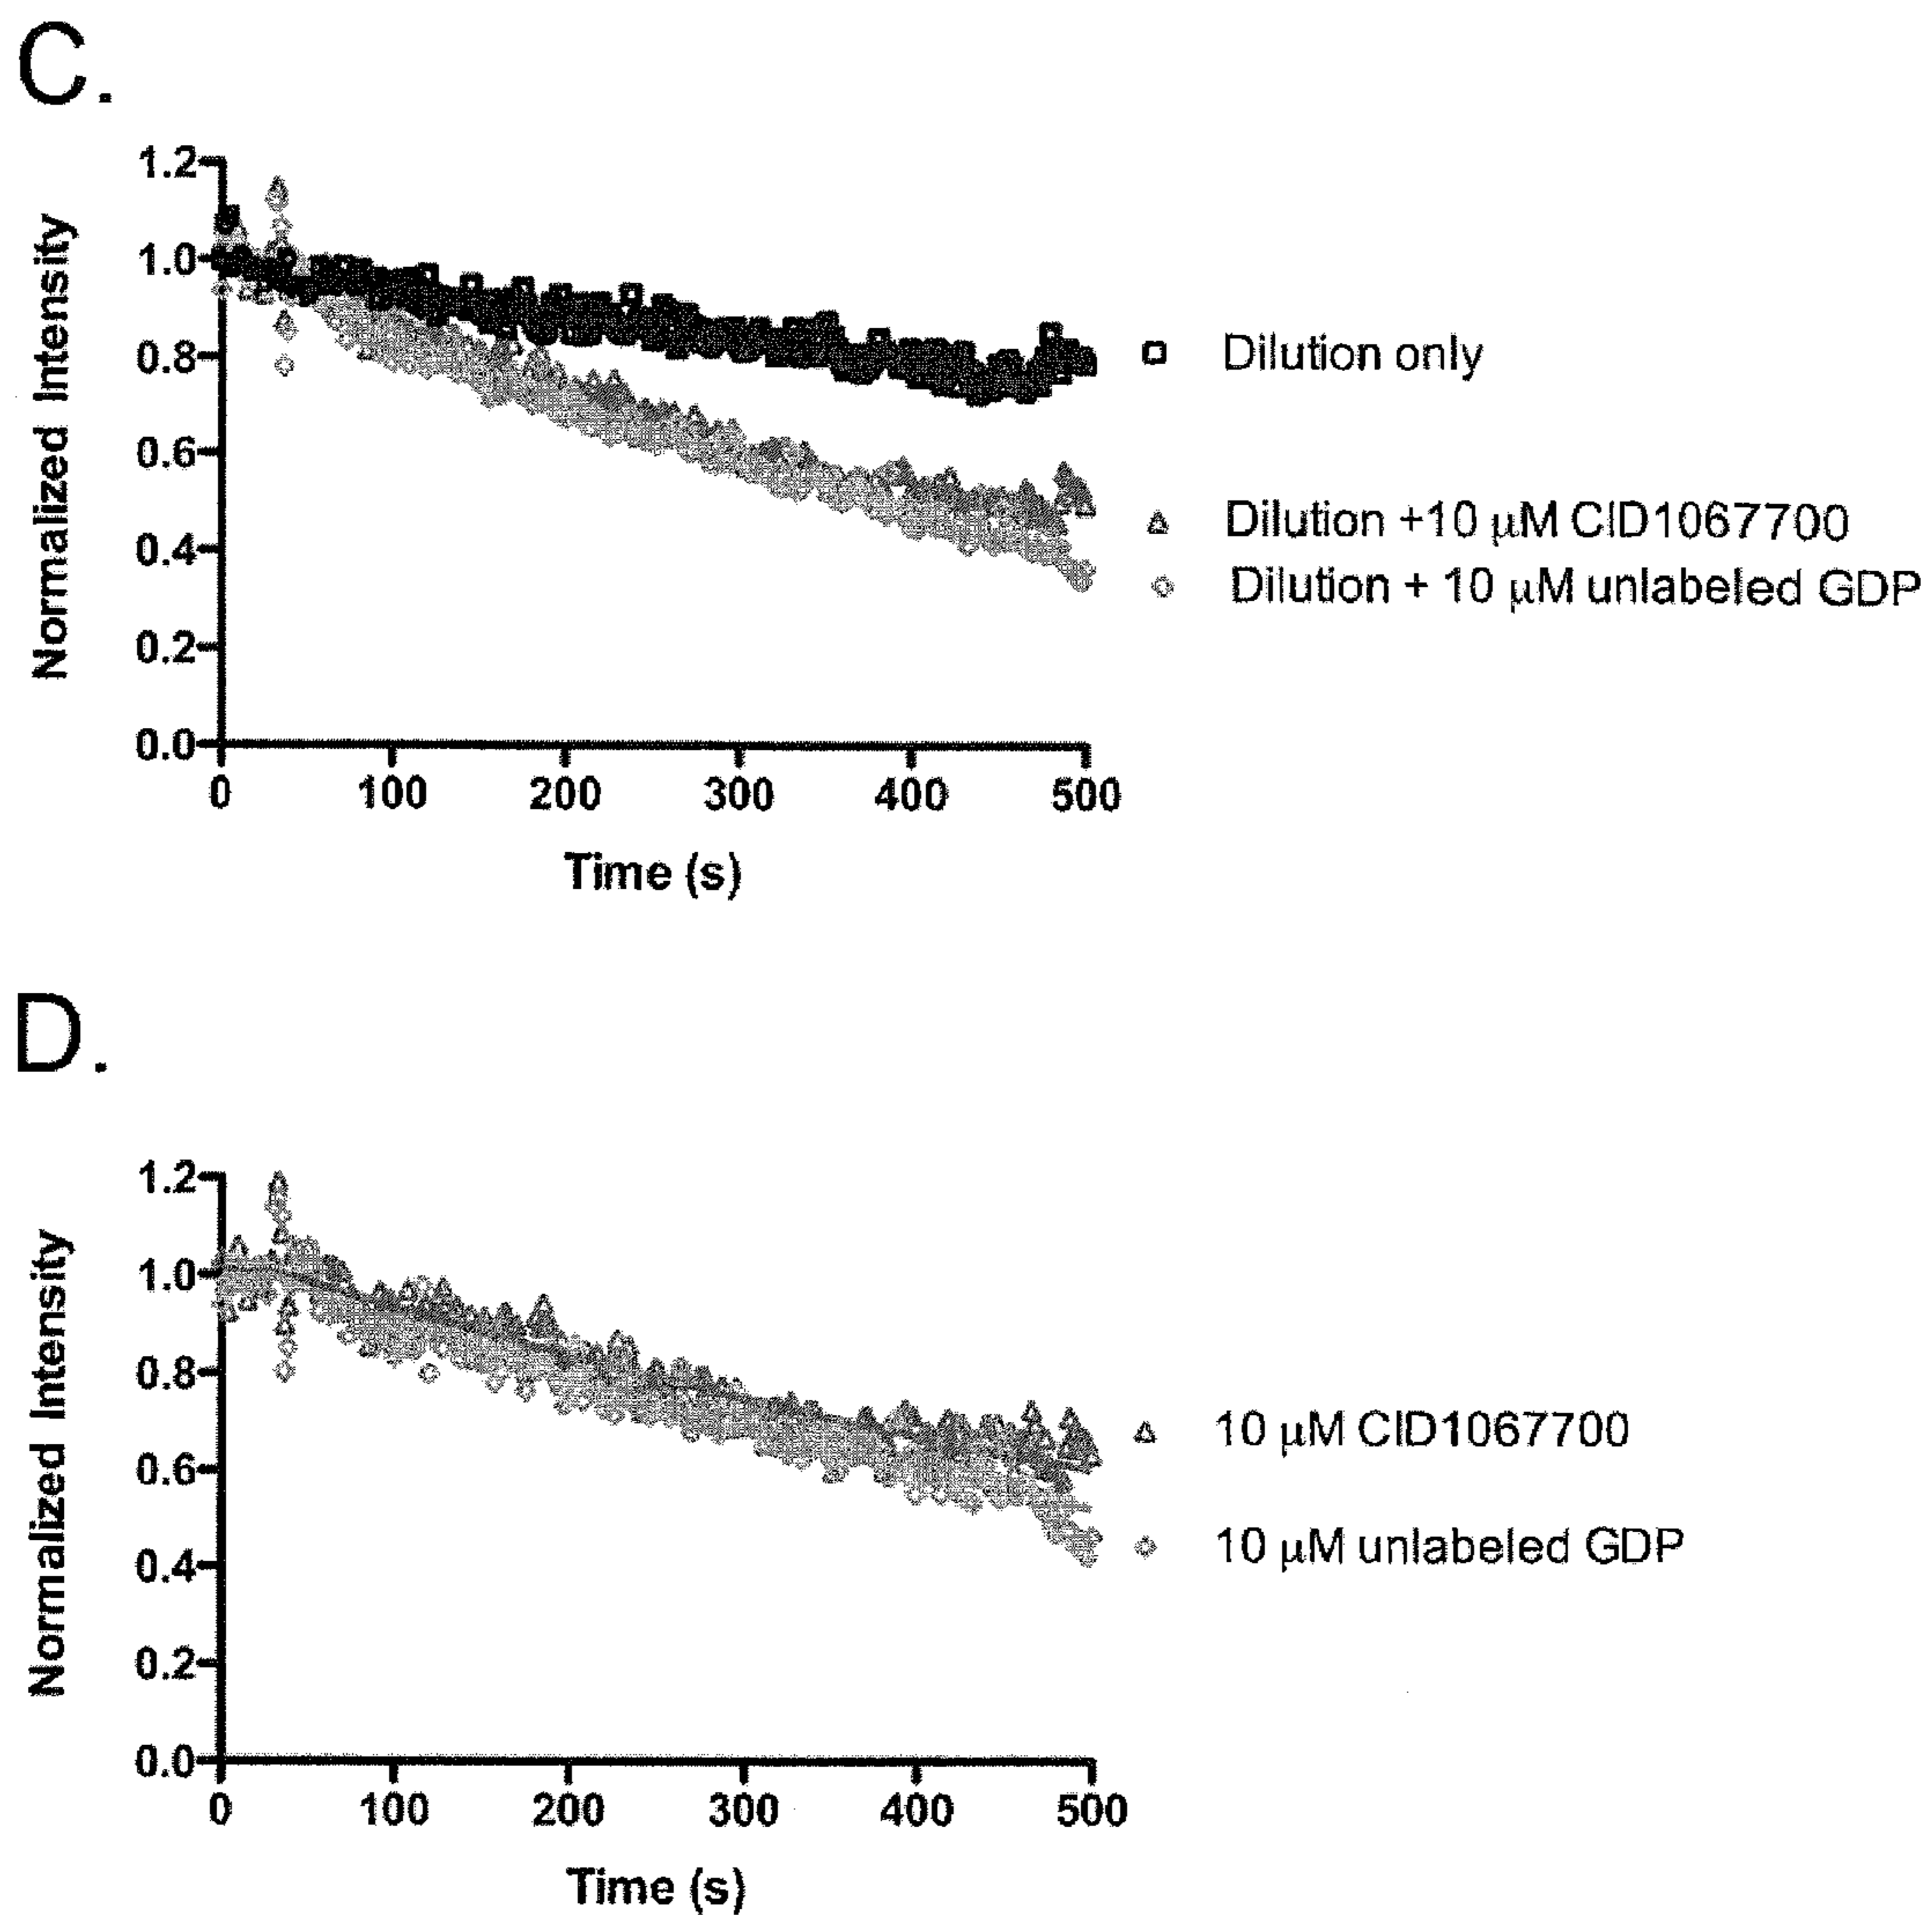 C.
1.2
1.0
0.8
0.6
0.4
0.2
0.0
Normalized Intensity
0 100 200 300 400 500
Time (s)
Dilution only
Dilution +10 μM CID1067700
Dilution + 10 μM unlabeled GDP
D.
1.2
1.0
0.8
0.6
0.4
0.2
0.0
Normalized Intensity
0 100 200 300 400 500
Time (s)
10 μM CID1067700
10 μM unlabeled GDP